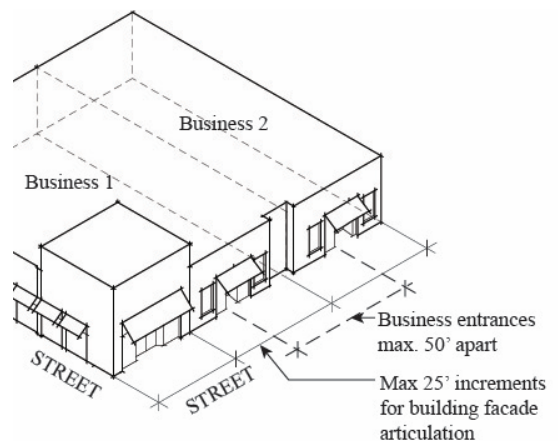 Business 2
Business 1
Business entrances
max. 50' apart
STREET
STREET
Max 25' increments
for building facade
articulation